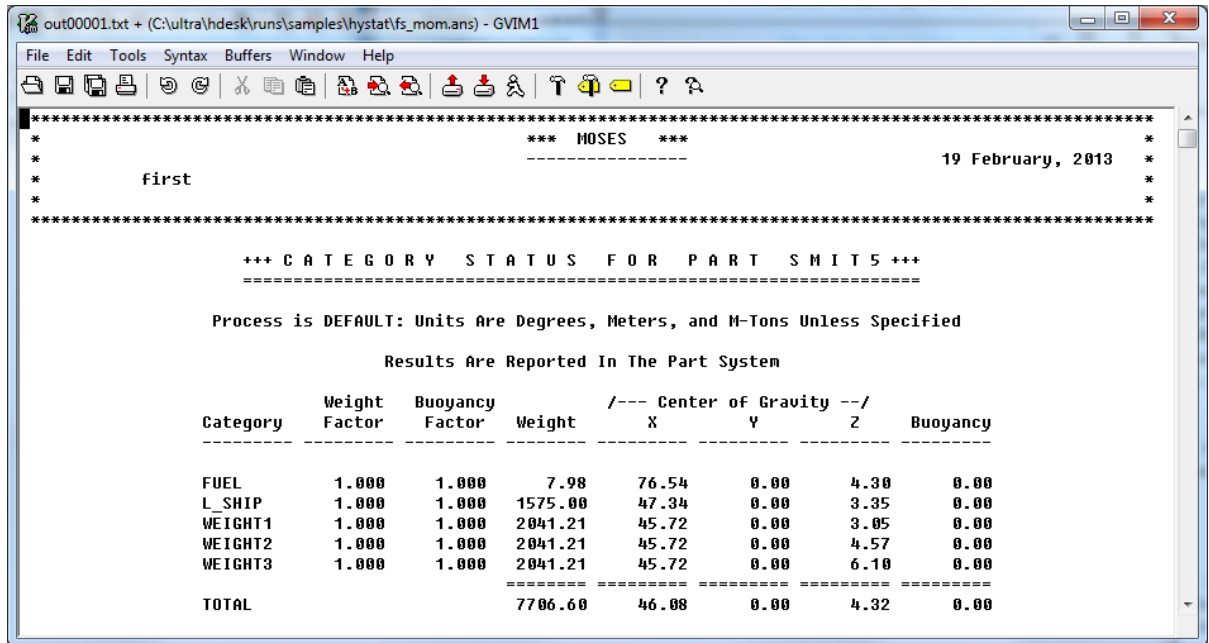 out00001.txt + (C:\ultra\hdesk\runs\samples\hystat\fs_mom.ans) - GVIM1
File Edit Tools Syntax Buffers Window Help
*** MOSES ***
19 February, 2013
first
+++ C A T E G O R Y S T A T U S F O R P A R T S M I T 5 +++
Process is DEFAULT: Units Are Degrees, Meters, and M-Tons Unless Specified
Results Are Reported In The Part System
Weight Buoyancy /--- Center of Gravity --/
Category Factor Factor Weight X Y Z Buoyancy
FUEL 1.000 1.000 7.98 76.54 0.00 4.30 0.00
L_SHIP 1.000 1.000 1575.00 47.34 0.00 3.35 0.00
WEIGHT1 1.000 1.000 2041.21 45.72 0.00 3.05 0.00
WEIGHT2 1.000 1.000 2041.21 45.72 0.00 4.57 0.00
WEIGHT3 1.000 1.000 2041.21 45.72 0.00 6.10 0.00
TOTAL 7706.60 46.08 0.00 4.32 0.00